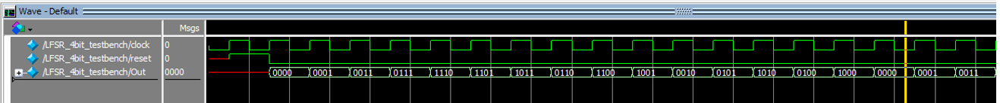 Wave - Default
Msgs
/LFSR_4bit_testbench/clock 0
/LFSR_4bit_testbench/reset 0
/LFSR_4bit_testbench/Out 0000 0000 0001 0011 0111 1110 1101 1011 0110 1100 1001 0010 0101 1010 0100 1000 0000 0001 0011